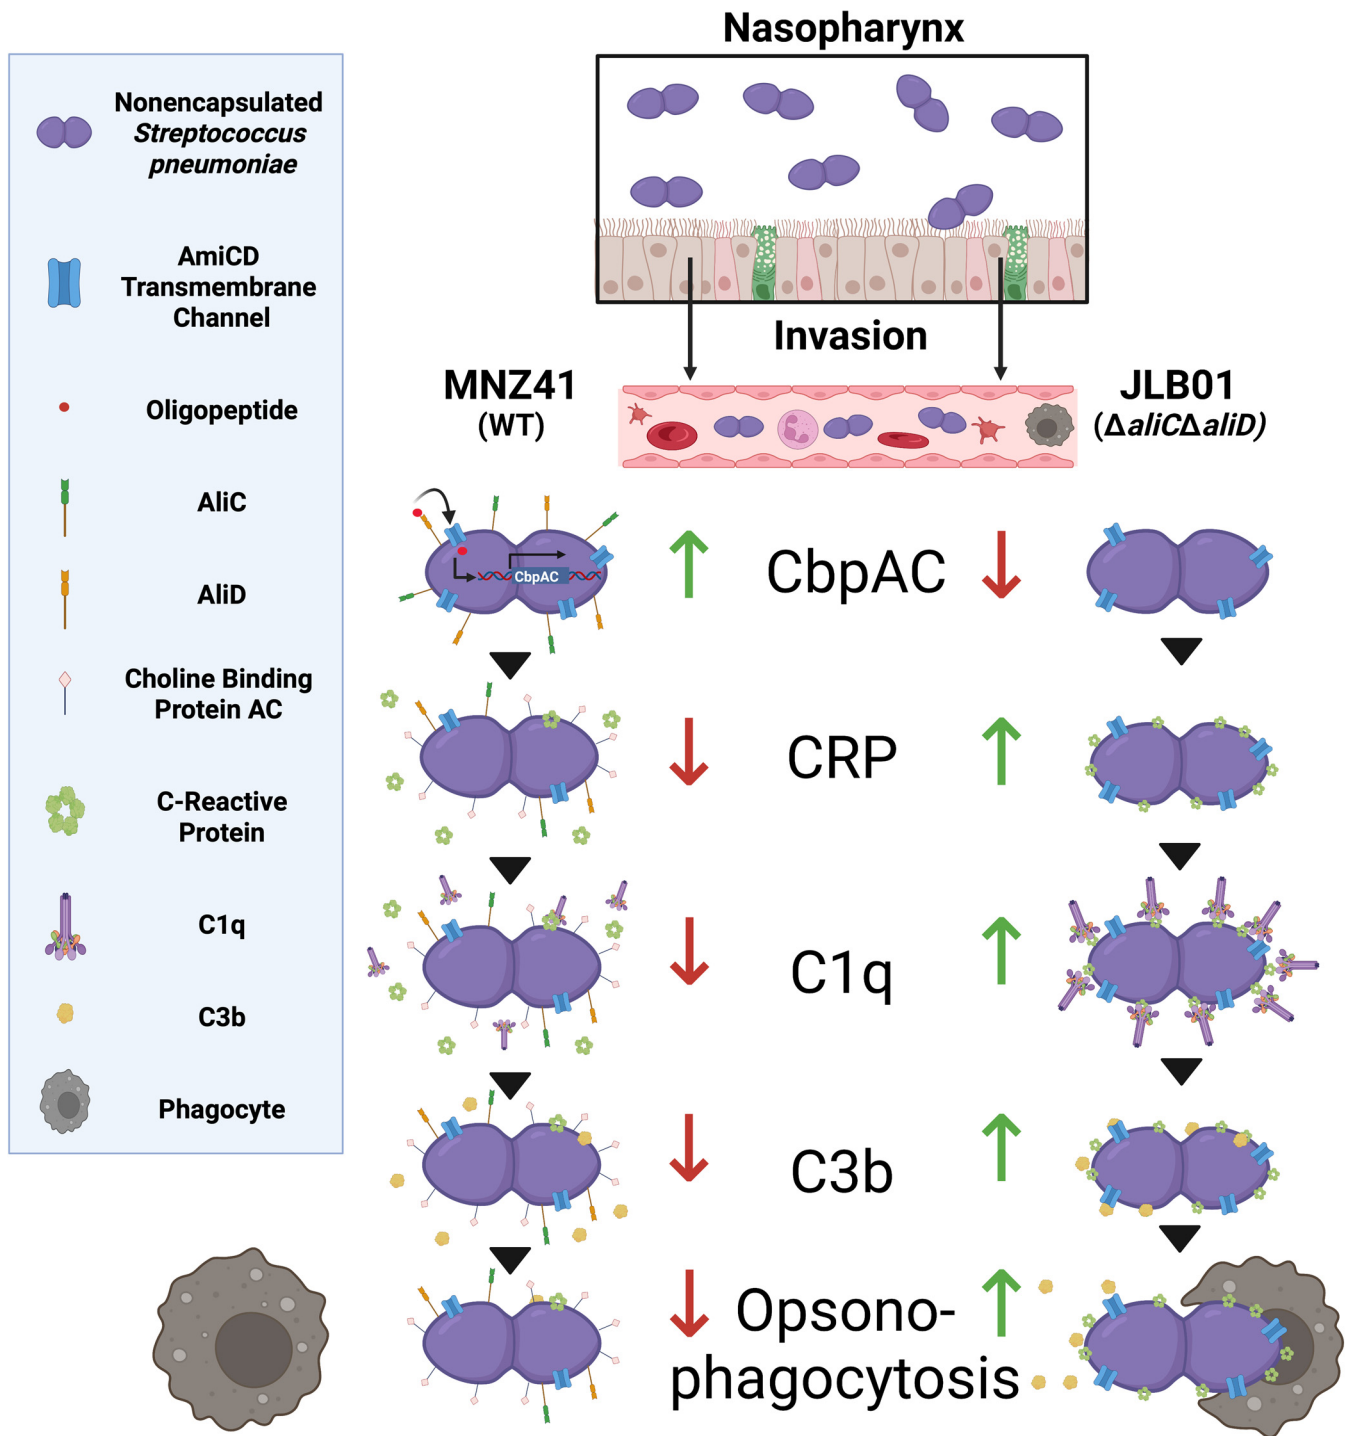 Nasopharynx
Nonencapsulated
Streptococcus
pneumoniae
AmiCD
Transmembrane
Channel
Oligopeptide
AliC
AliD
Choline Binding
Protein AC
C-Reactive
Protein
C1q
C3b
Phagocyte
Invasion
MNZ41
(WT)
JLB01
(ΔaliCΔaliD)
CbpAC
CbpAC
CRP
C1q
C3b
Opsono-
phagocytosis